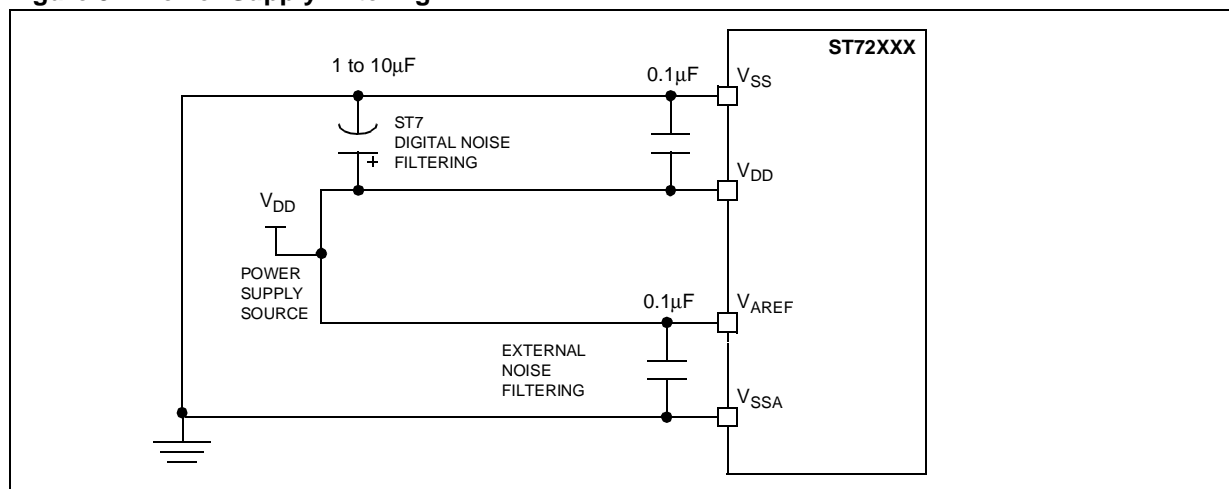 ST72XXX
1 to 10μF
0.1μF
VSS
ST7
DIGITAL NOISE
FILTERING
+
VDD
VDD
POWER
SUPPLY
SOURCE
0.1μF
VAREF
EXTERNAL
NOISE
FILTERING
VSSA